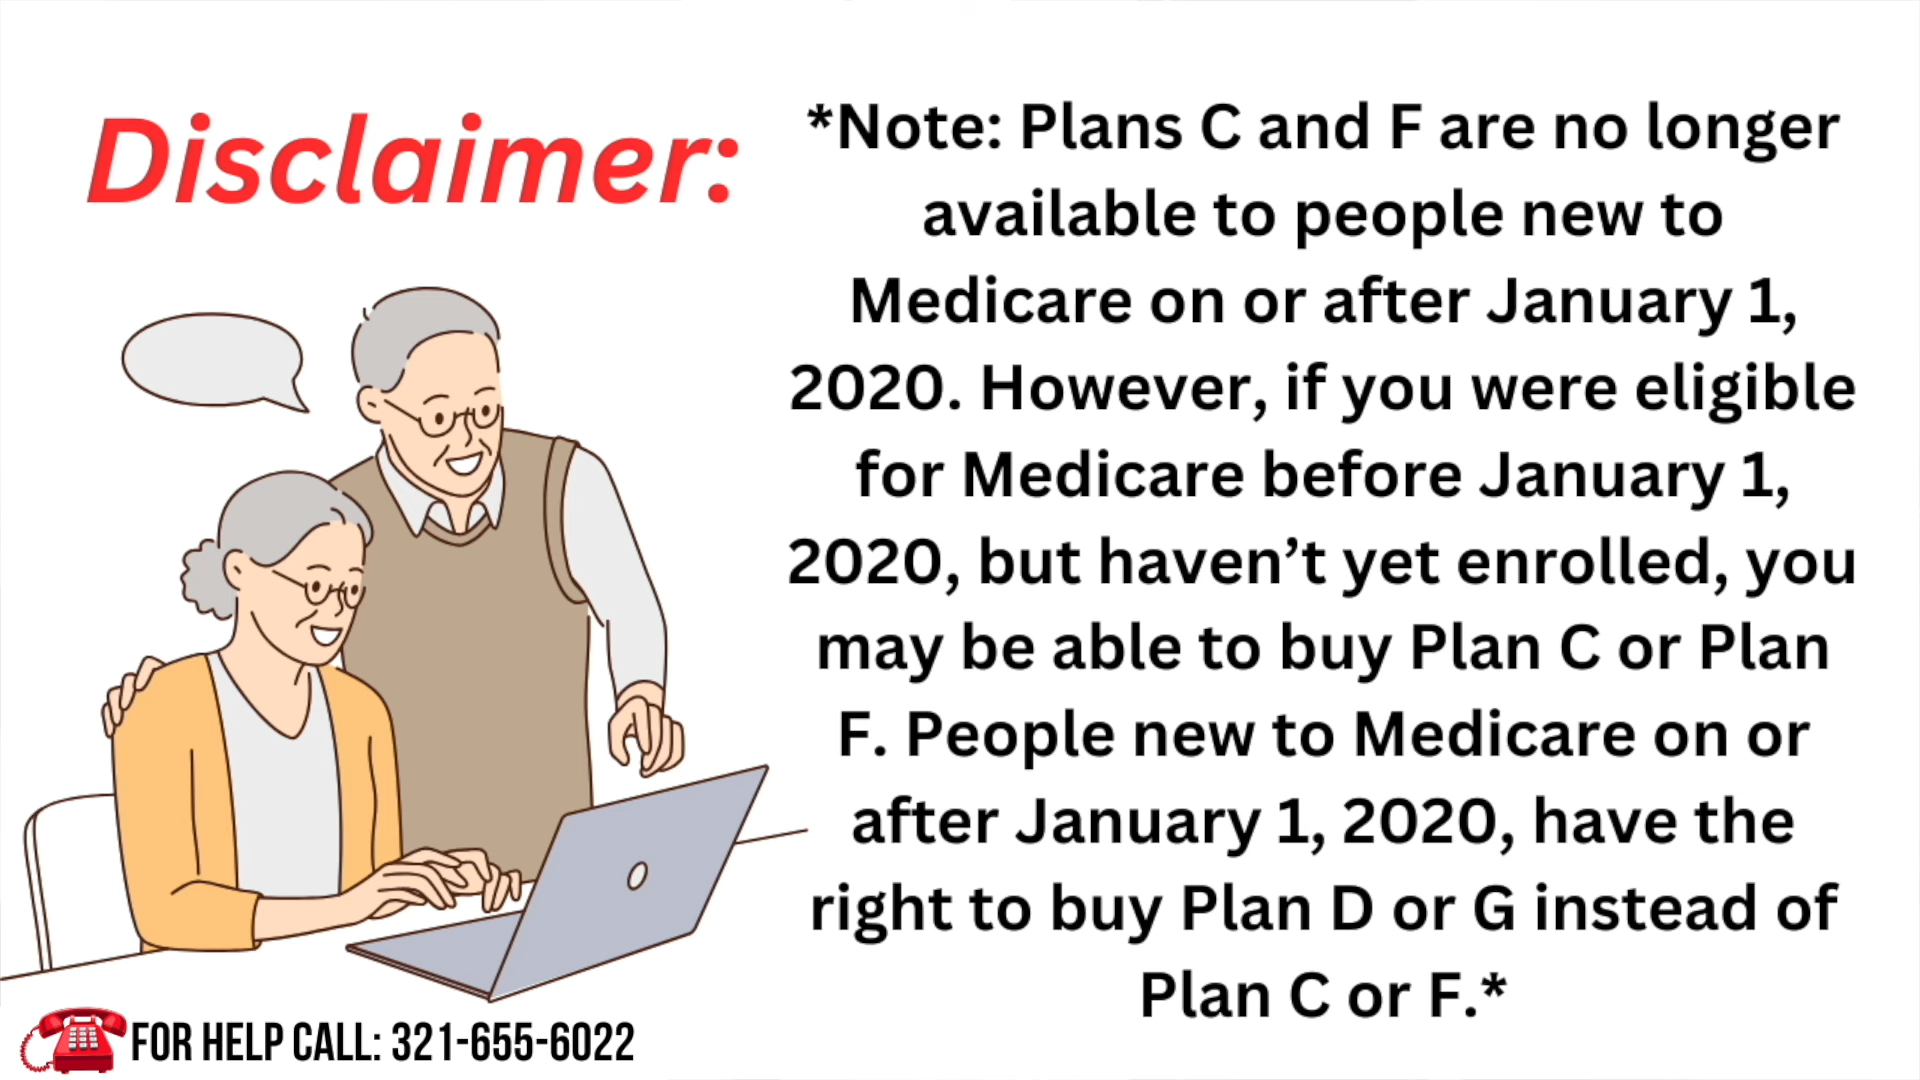 Disclaimer:
*Note: Plans C and F are no longer
available to people new to
Medicare on or after January 1,
2020. However, if you were eligible
for Medicare before January 1,
2020, but haven’t yet enrolled, you
may be able to buy Plan C or Plan
F. People new to Medicare on or
after January 1, 2020, have the
right to buy Plan D or G instead of
Plan C or F.*
FOR HELP CALL: 321-655-6022